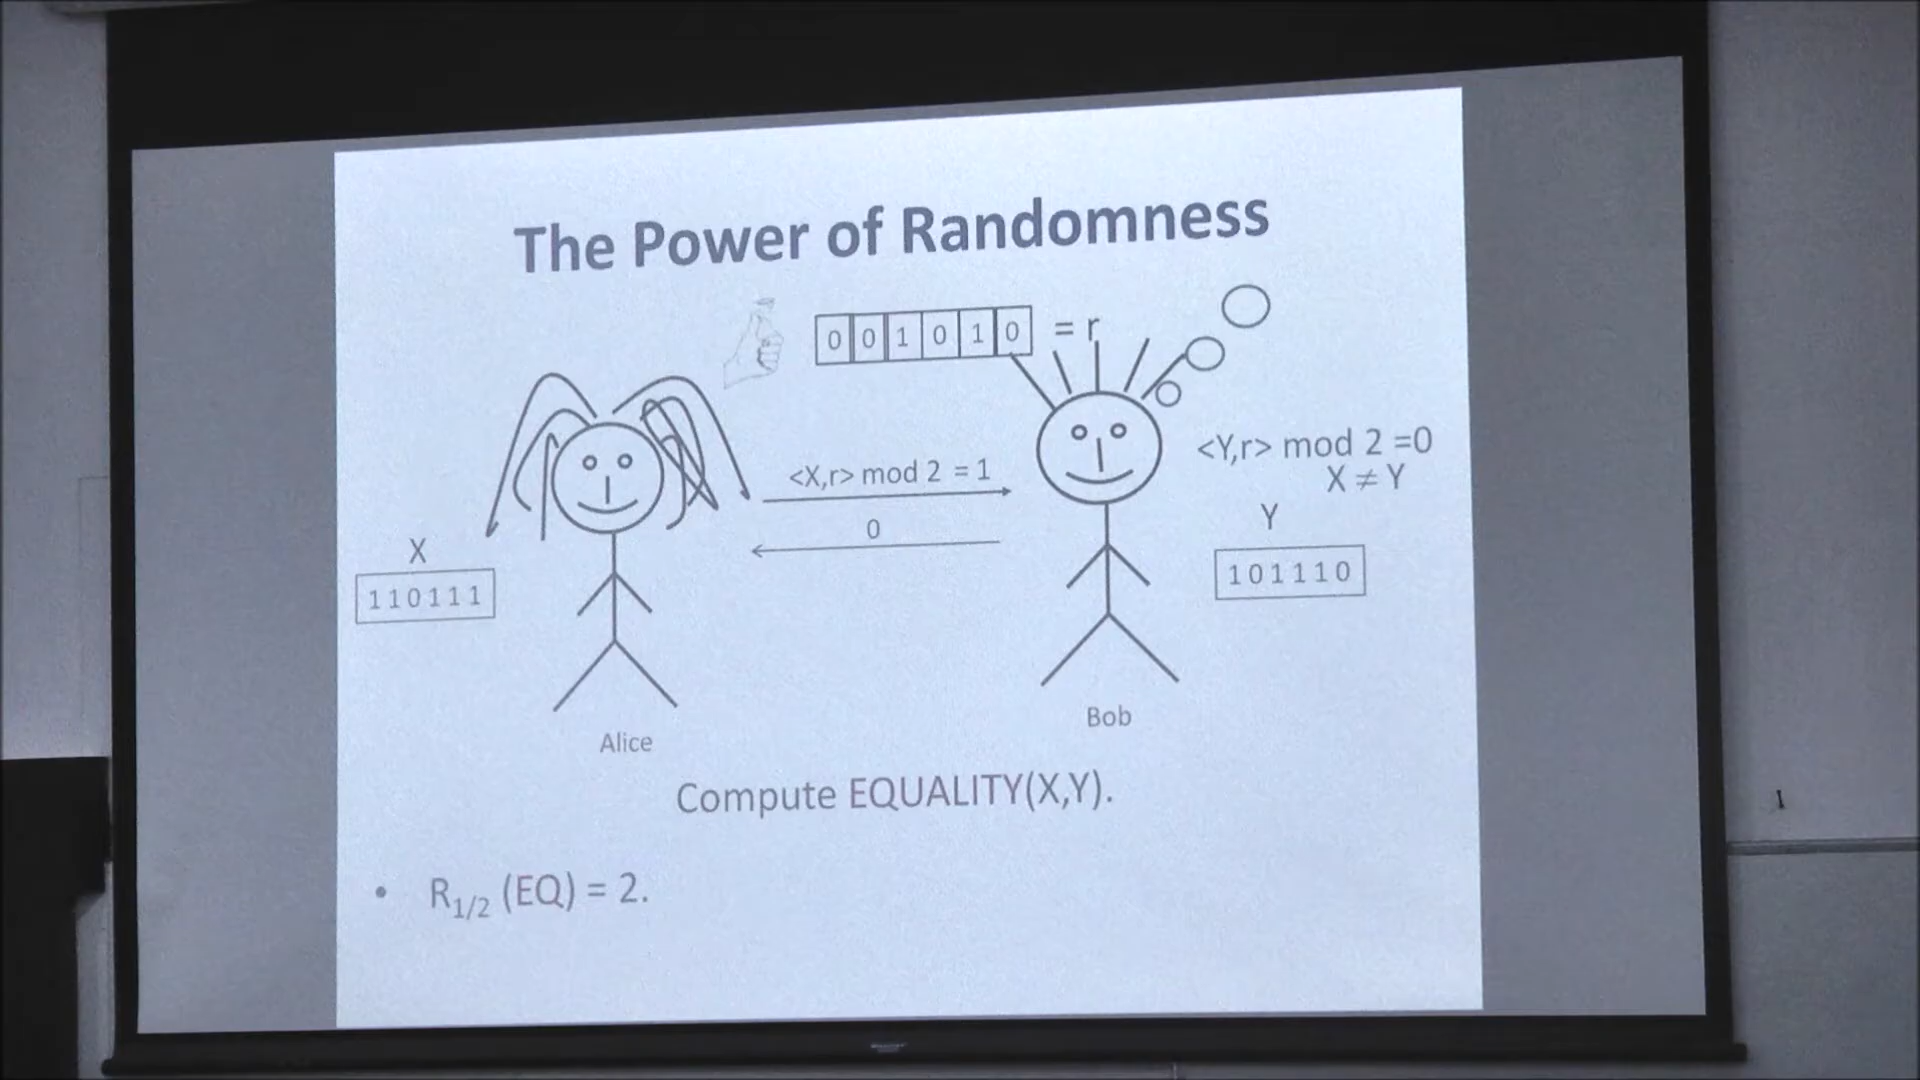 The Power of Randomness
0 0 1 0 1 0 = r
<X,r> mod 2 = 1
0
<Y,r> mod 2 =0
X ≠ Y
X
110111
Y
101110
Alice
Bob
Compute EQUALITY(X,Y).
• R1/2 (EQ) = 2.